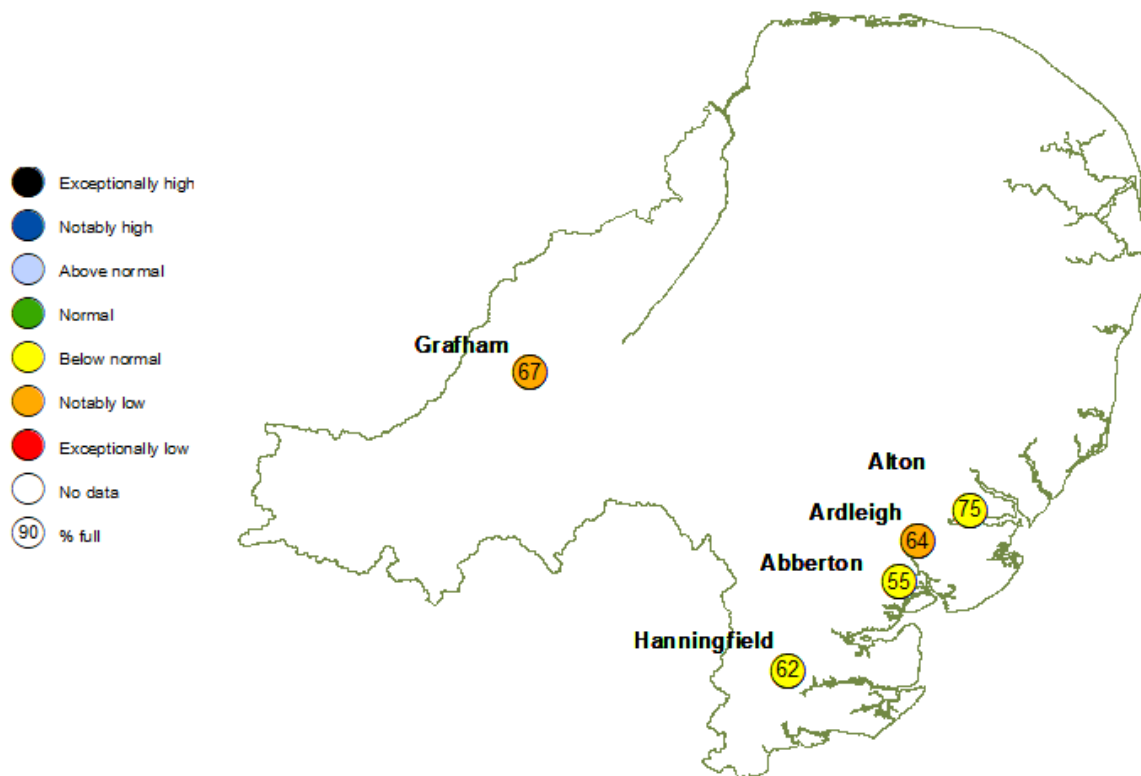 Exceptionally high
Notably high
Above normal
Normal
Below normal
Notably low
Exceptionally low
No data
90 % full
Grafham
67
Alton
75
Ardleigh
64
Abberton
55
Hanningfield
62